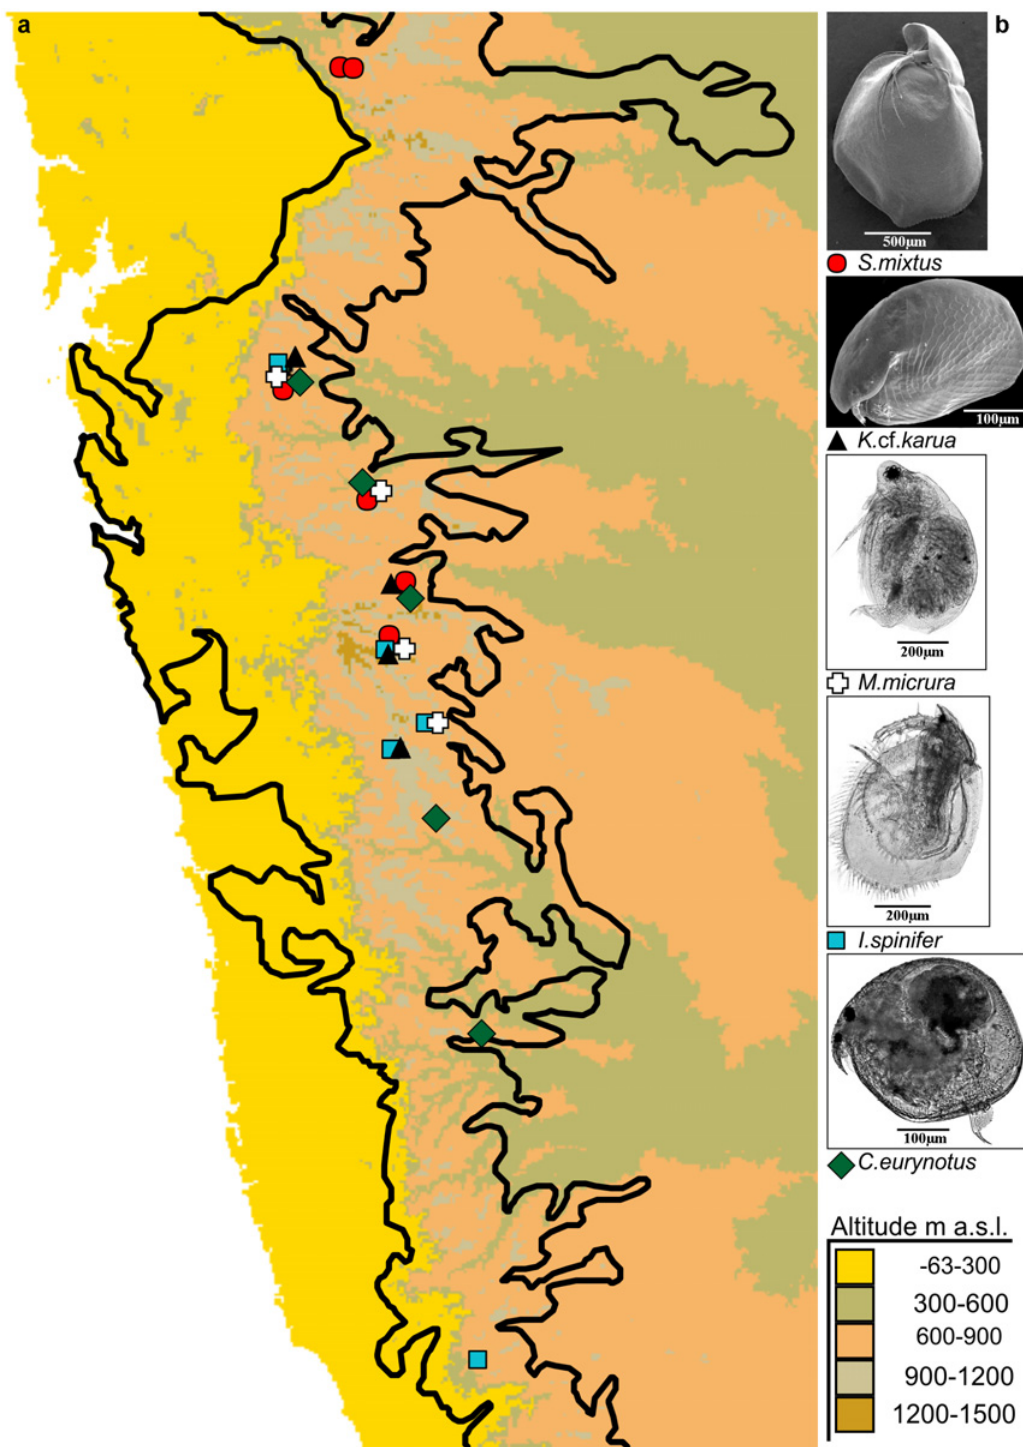 a
b
500µm
S.mixtus
100µm
K.cf.karua
200µm
M.micrura
200µm
I.spinifer
100µm
C.eurynotus
Altitude m a.s.l.
-63-300
300-600
600-900
900-1200
1200-1500